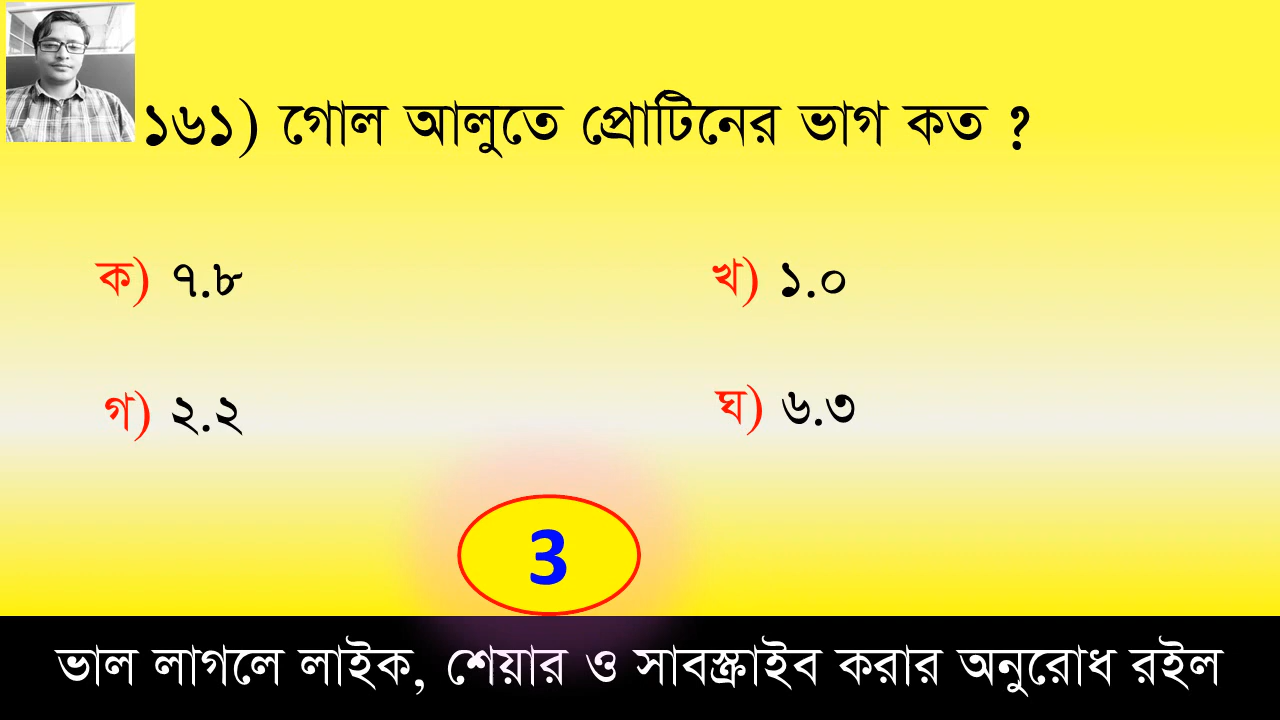 ১৬১) গোল আলুতে প্রোটিনের ভাগ কত ?
ক) ৭.৮
খ) ১.০
গ) ২.২
ঘ) ৬.৩
3
ভাল লাগলে লাইক, শেয়ার ও সাবস্ক্রাইব করার অনুরোধ রইল